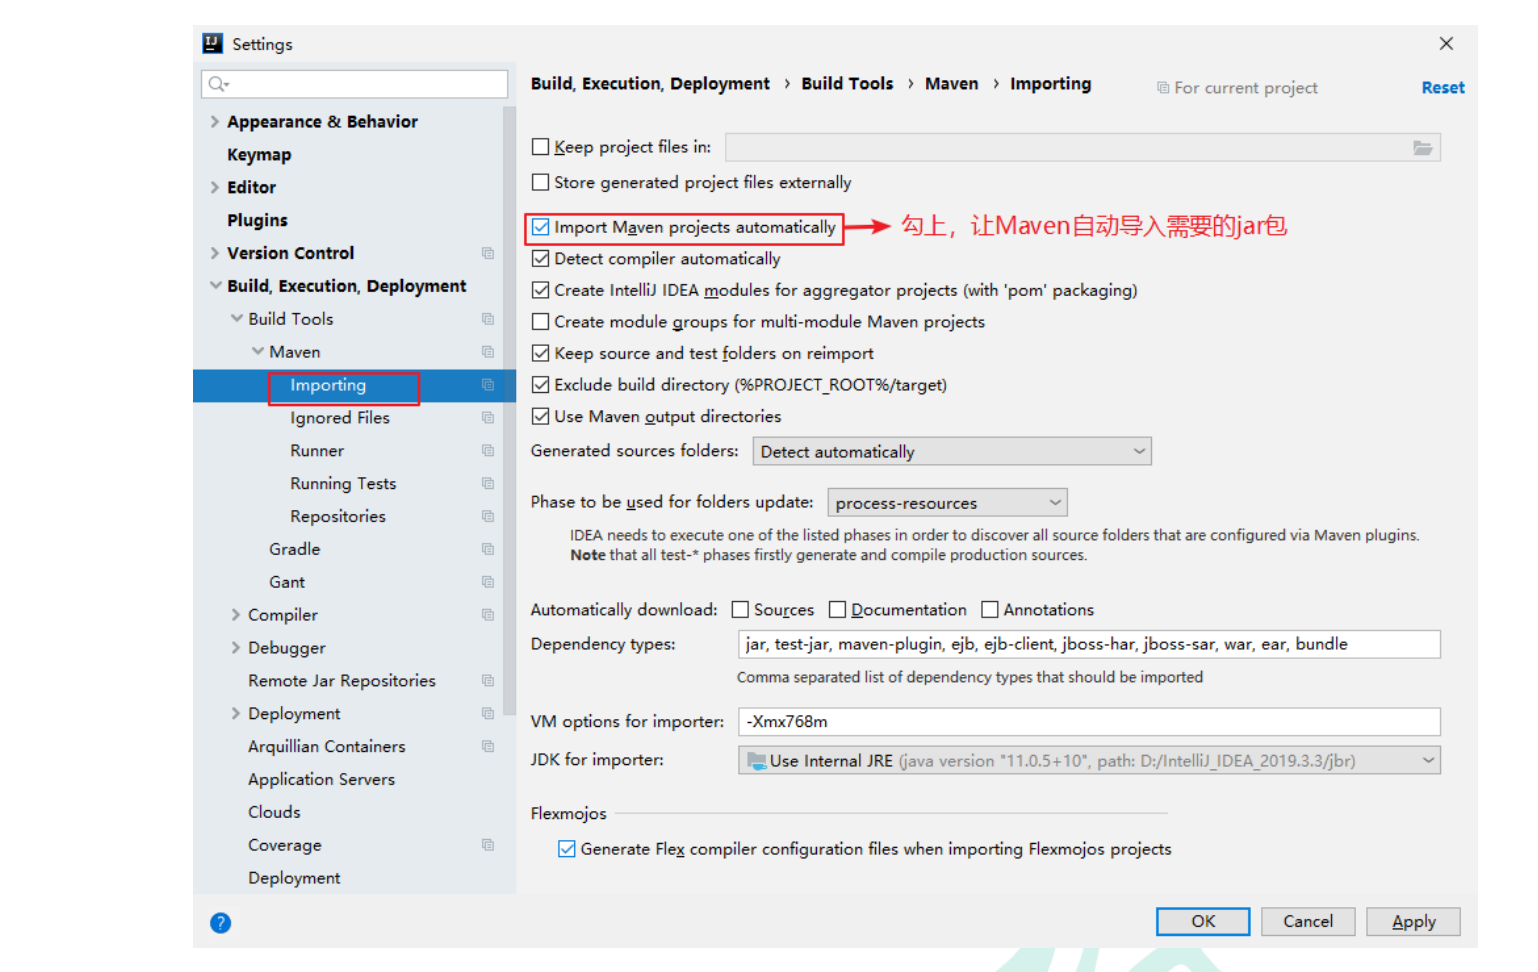 Settings
Build, Execution, Deployment › Build Tools › Maven › Importing
For current project
Reset
Appearance & Behavior
Keymap
Editor
Plugins
Version Control
Build, Execution, Deployment
Build Tools
Maven
Importing
Ignored Files
Runner
Running Tests
Repositories
Gradle
Gant
Compiler
Debugger
Remote Jar Repositories
Deployment
Arquillian Containers
Application Servers
Clouds
Coverage
Deployment
Keep project files in:
Store generated project files externally
Import Maven projects automatically
勾上，让Maven自动导入需要的jar包
Detect compiler automatically
Create IntelliJ IDEA modules for aggregator projects (with 'pom' packaging)
Create module groups for multi-module Maven projects
Keep source and test folders on reimport
Exclude build directory (%PROJECT_ROOT%/target)
Use Maven output directories
Generated sources folders: Detect automatically
Phase to be used for folders update: process-resources
IDEA needs to execute one of the listed phases in order to discover all source folders that are configured via Maven plugins.
Note that all test-* phases firstly generate and compile production sources.
Automatically download: Sources Documentation Annotations
Dependency types: jar, test-jar, maven-plugin, ejb, ejb-client, jboss-har, jboss-sar, war, ear, bundle
Comma separated list of dependency types that should be imported
VM options for importer: -Xmx768m
JDK for importer: Use Internal JRE (java version "11.0.5+10", path: D:/IntelliJ_IDEA_2019.3.3/jbr)
Flexmojos
Generate Flex compiler configuration files when importing Flexmojos projects
?
OK Cancel Apply